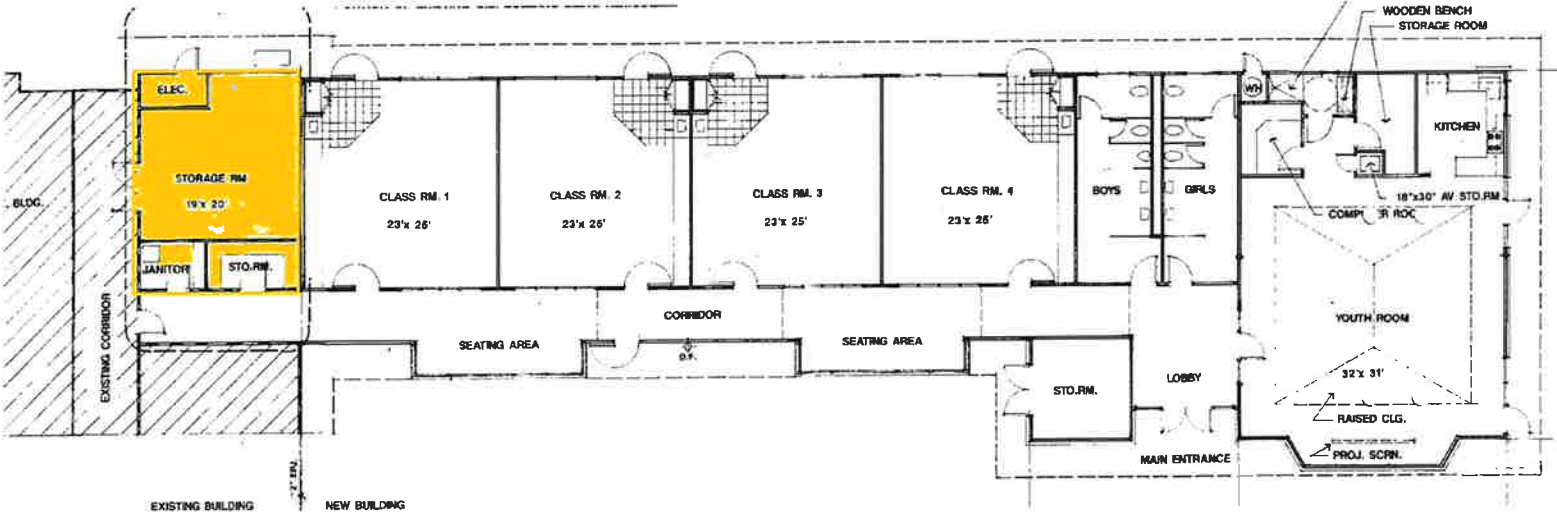 WOODEN BENCH
STORAGE ROOM
ELEC.
WH
KITCHEN
STORAGE RM
19'x 20'
CLASS RM. 1
23'x 25'
CLASS RM. 2
23'x 25'
CLASS RM. 3
23'x 25'
CLASS RM. 4
23'x 25'
BOYS
GIRLS
18"x30" AV STO.RM
BLDG.
JANITOR
STO.RM.
EXISTING CORRIDOR
CORRIDOR
SEATING AREA
D.F.
SEATING AREA
STO.RM.
LOBBY
YOUTH ROOM
32'x 31'
RAISED CLG.
PROJ. SCRN.
MAIN ENTRANCE
EXISTING BUILDING
NEW BUILDING